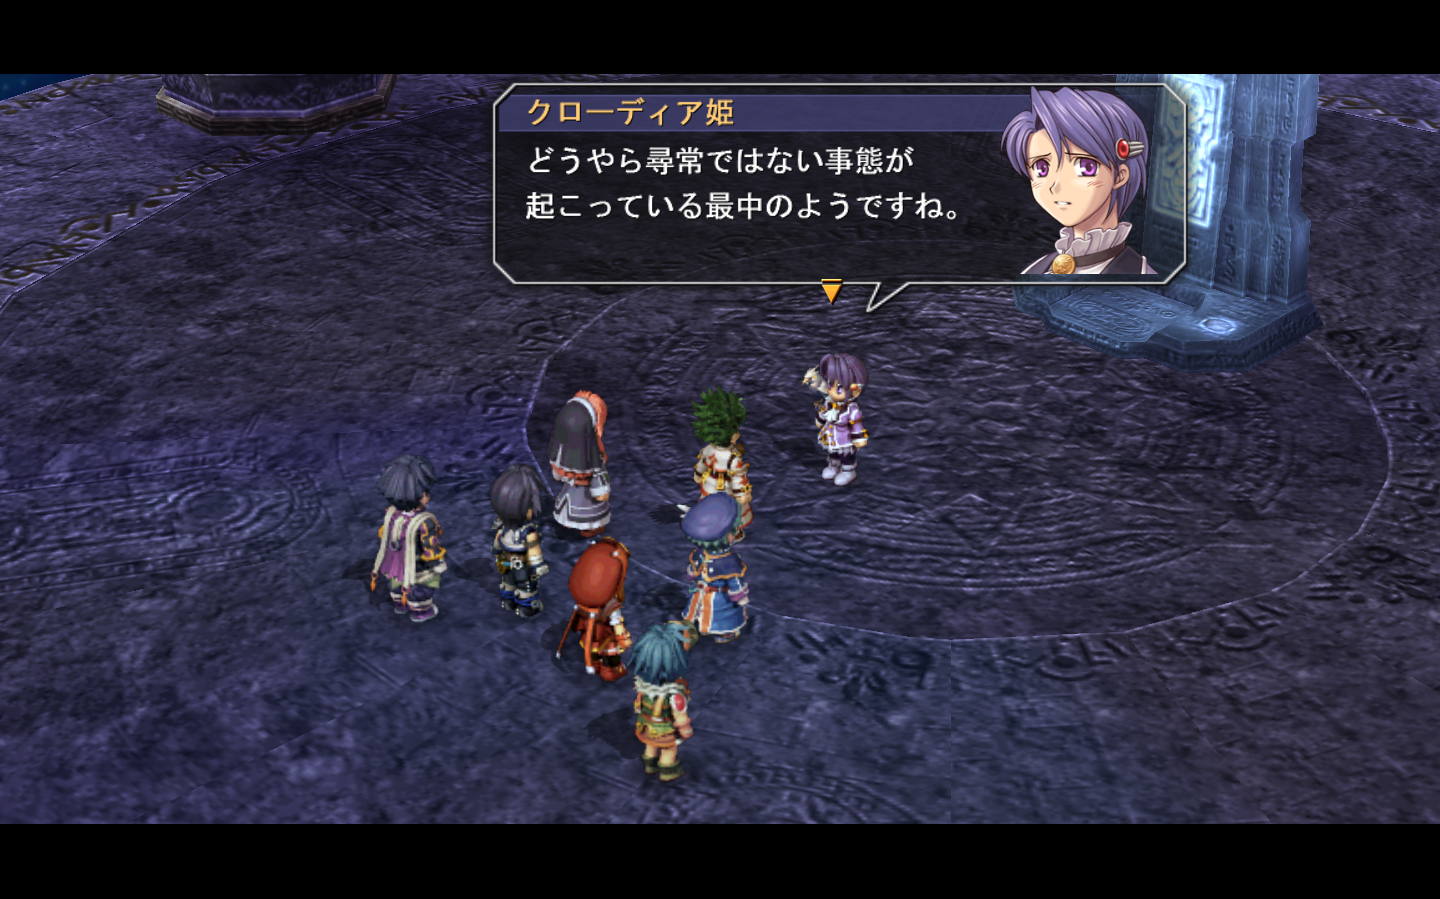 クローディア姫
どうやら尋常ではない事態が
起こっている最中のようですね。